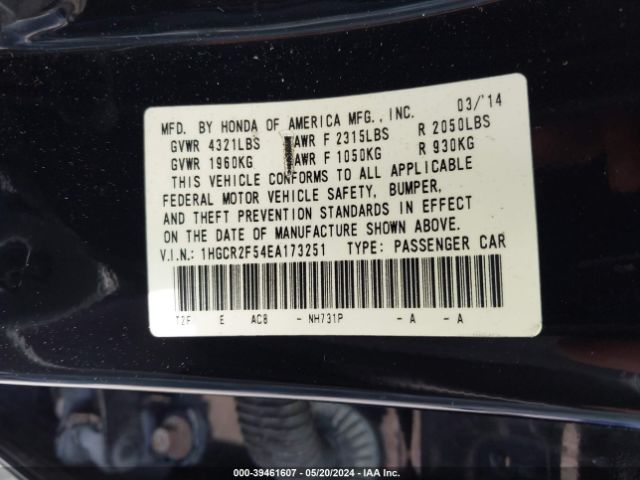 MFD. BY HONDA OF AMERICA MFG., INC. 03/'14
GVWR 4321LBS GAWR F 2315LBS R 2050LBS
GVWR 1960KG GAWR F 1050KG R 930KG
THIS VEHICLE CONFORMS TO ALL APPLICABLE
FEDERAL MOTOR VEHICLE SAFETY, BUMPER,
AND THEFT PREVENTION STANDARDS IN EFFECT
ON THE DATE OF MANUFACTURE SHOWN ABOVE.
V.I.N.: 1HGCR2F54EA173251 TYPE: PASSENGER CAR
T2F E AC8 - NH731P - A - A
000-39461607 / 05/20/2024 / IAA Inc.